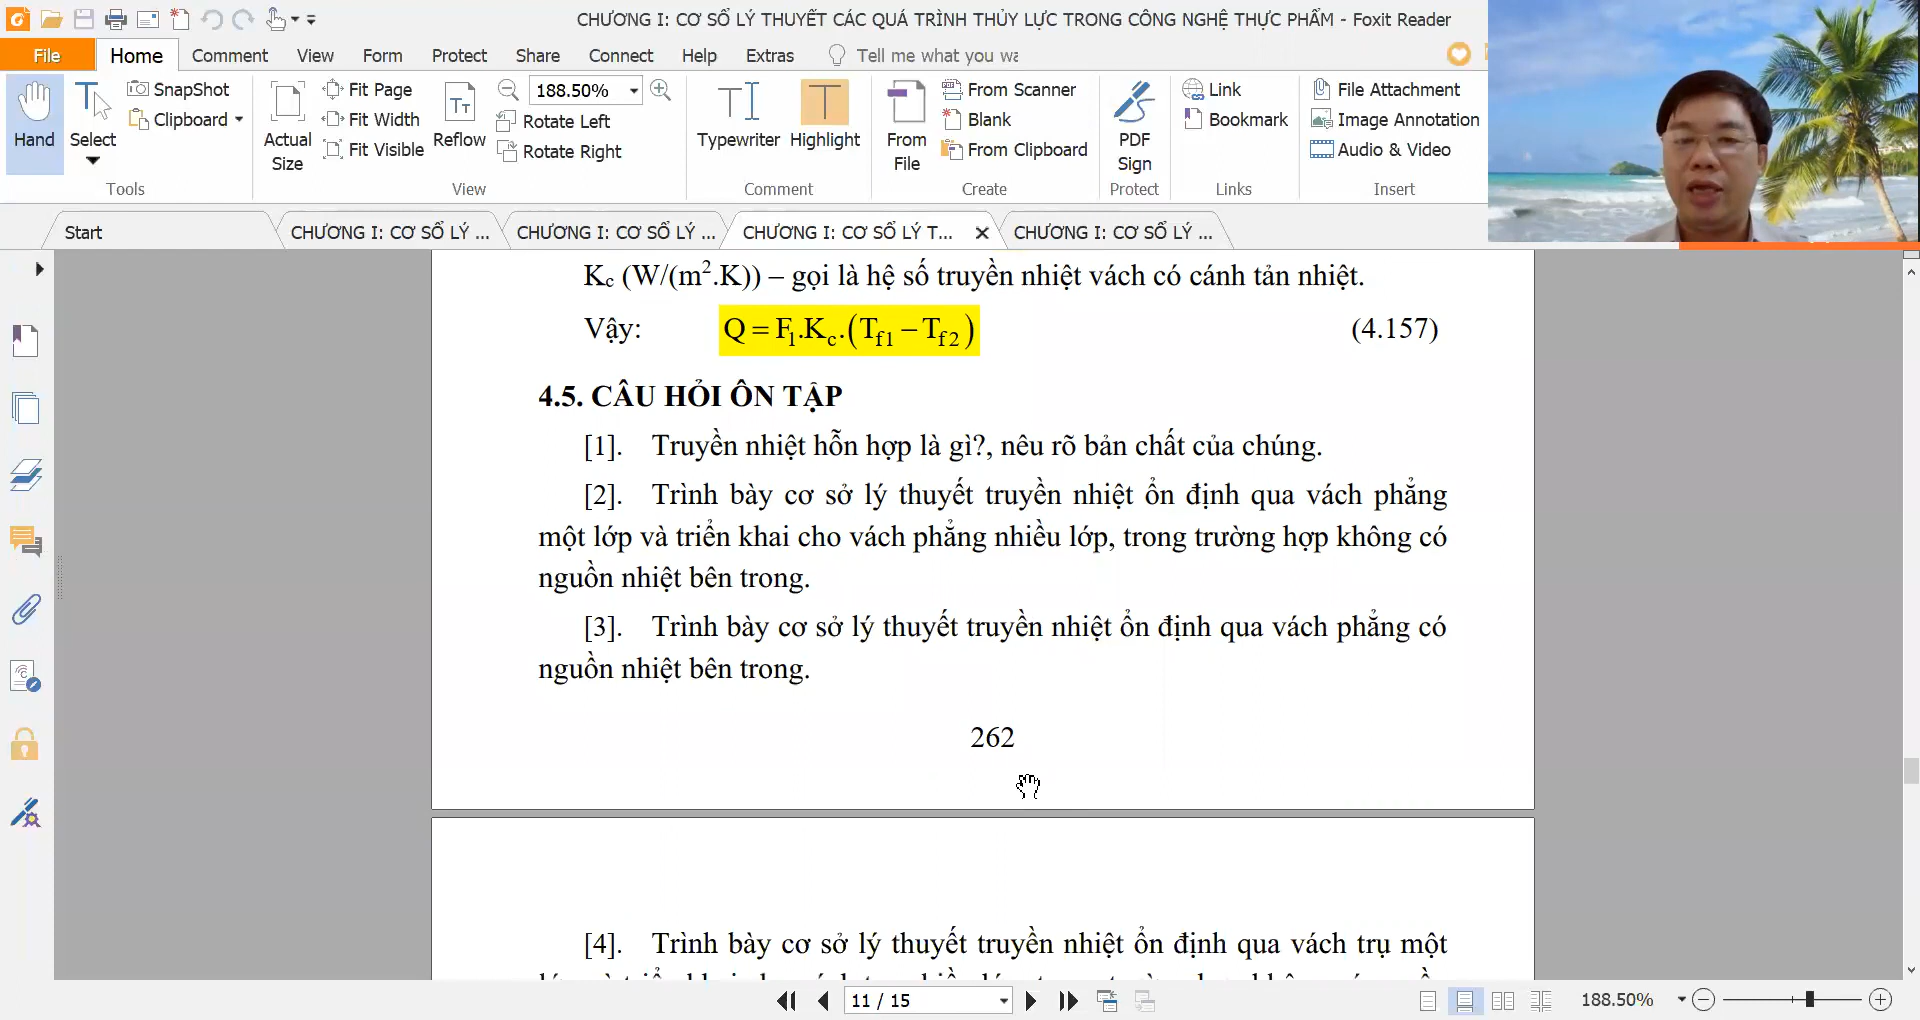 CHƯƠNG I: CƠ SỔ LÝ THUYẾT CÁC QUÁ TRÌNH THỦY LỰC TRONG CÔNG NGHỆ THỰC PHẨM - Foxit Reader
File Home Comment View Form Protect Share Connect Help Extras Tell me what you wa
Hand Select SnapShot Clipboard
Tools
Actual Size Fit Page Fit Width Fit Visible Reflow 188.50% Rotate Left Rotate Right
View
Typewriter Highlight
Comment
From File From Scanner Blank From Clipboard
Create
PDF Sign
Protect
Link Bookmark
Links
File Attachment Image Annotation Audio & Video
Insert
Start CHƯƠNG I: CƠ SỔ LÝ ... CHƯƠNG I: CƠ SỔ LÝ ... CHƯƠNG I: CƠ SỔ LÝ T... CHƯƠNG I: CƠ SỔ LÝ ...
Kc (W/(m2.K)) – gọi là hệ số truyền nhiệt vách có cánh tản nhiệt.
Vậy: Q = F1.Kc.(Tf1 − Tf2) (4.157)
4.5. CÂU HỎI ÔN TẬP
[1]. Truyền nhiệt hỗn hợp là gì?, nêu rõ bản chất của chúng.
[2]. Trình bày cơ sở lý thuyết truyền nhiệt ổn định qua vách phẳng
một lớp và triển khai cho vách phẳng nhiều lớp, trong trường hợp không có
nguồn nhiệt bên trong.
[3]. Trình bày cơ sở lý thuyết truyền nhiệt ổn định qua vách phẳng có
nguồn nhiệt bên trong.
262
[4]. Trình bày cơ sở lý thuyết truyền nhiệt ổn định qua vách trụ một
11 / 15 188.50%